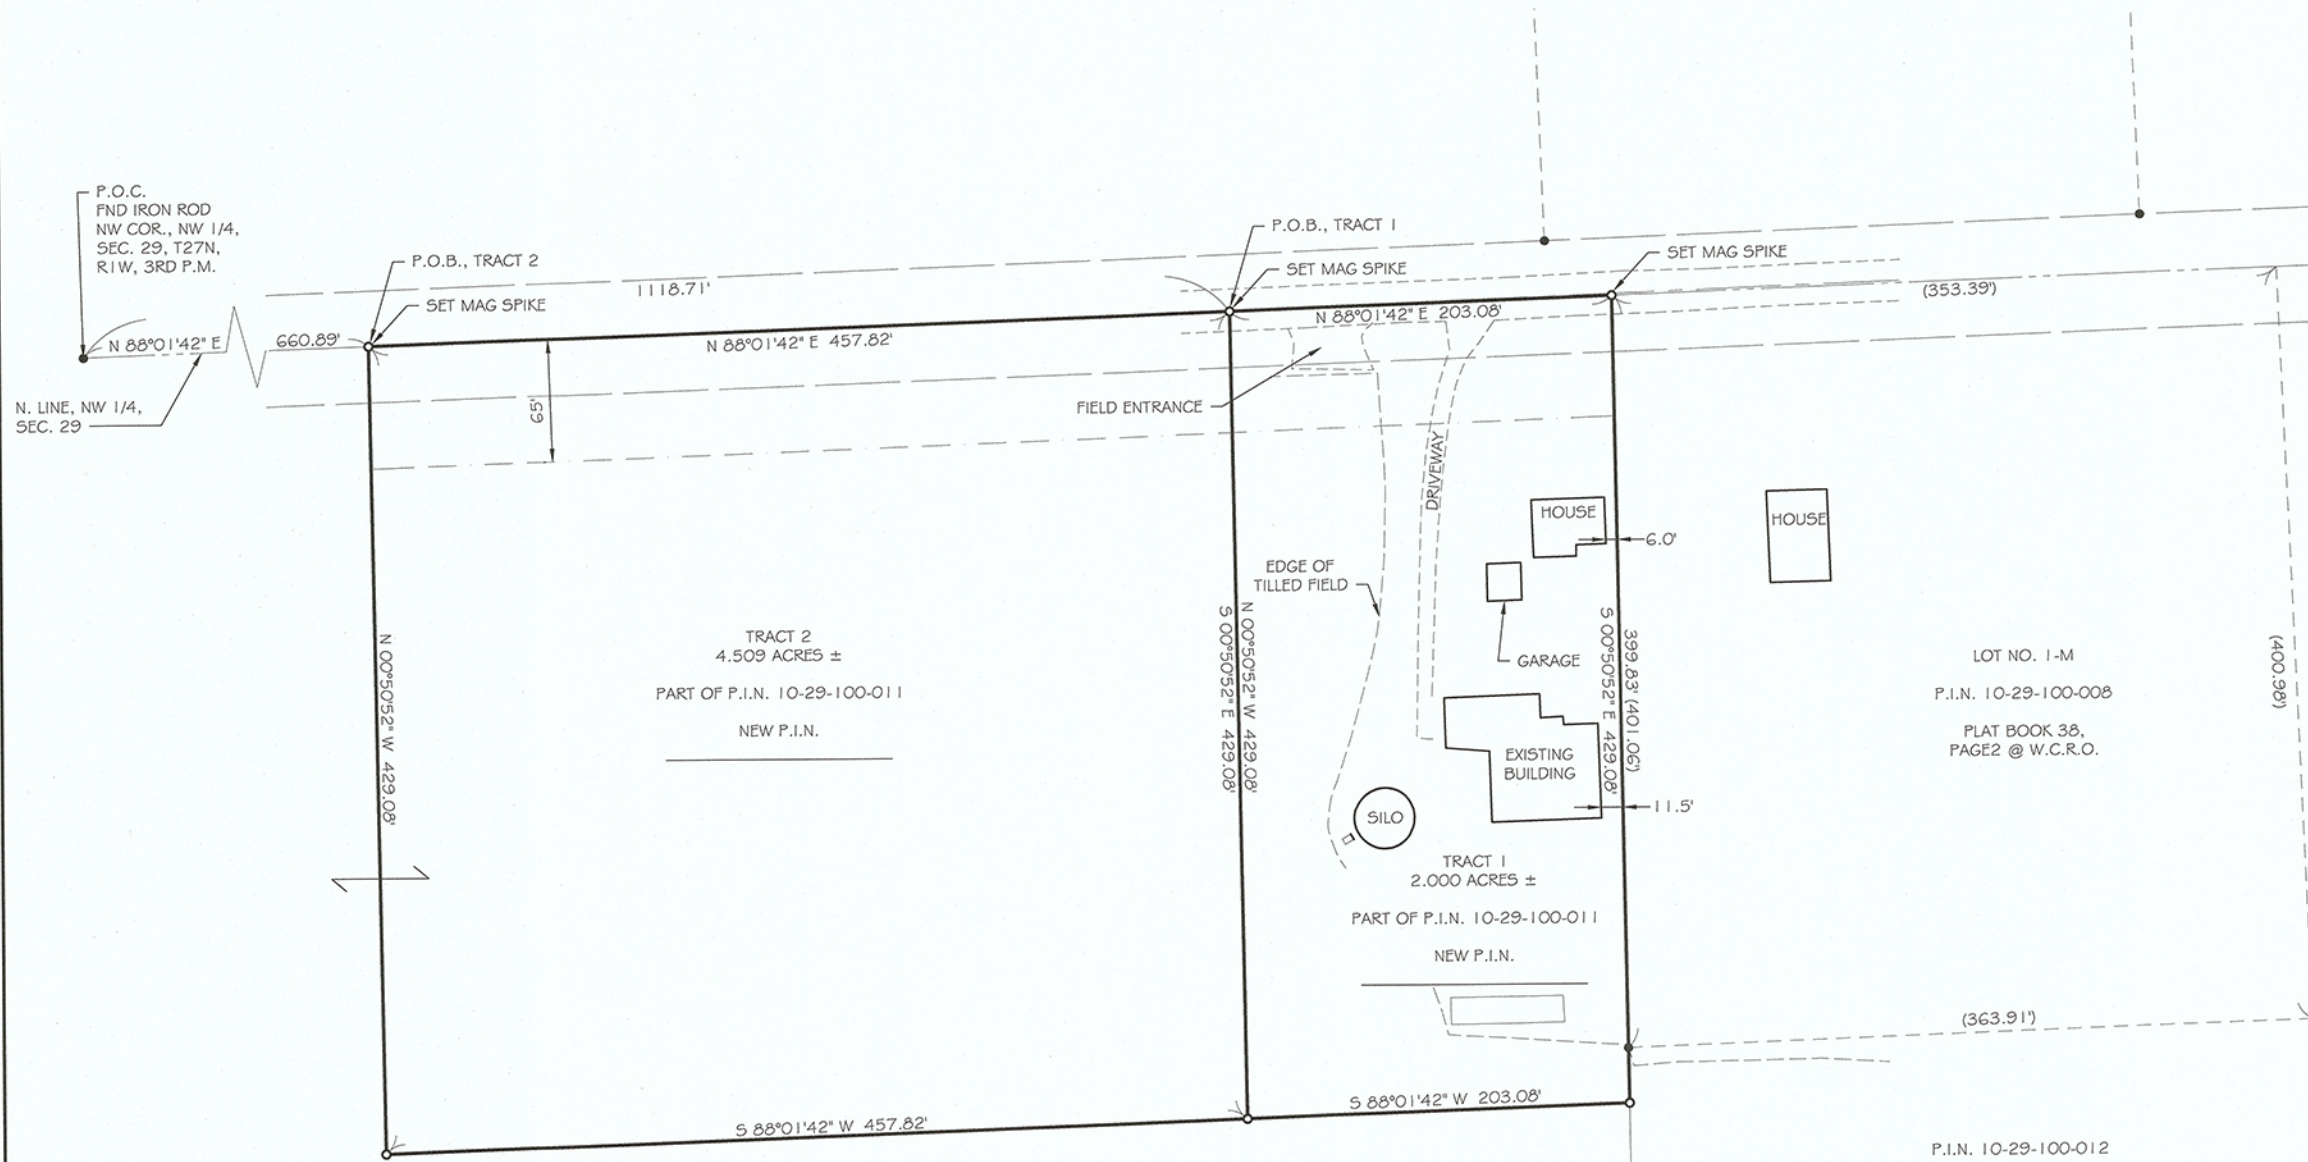 P.O.C.
FND IRON ROD
NW COR., NW 1/4,
SEC. 29, T27N,
R1W, 3RD P.M.
P.O.B., TRACT 2
SET MAG SPIKE
1118.71'
P.O.B., TRACT 1
SET MAG SPIKE
SET MAG SPIKE
(353.39')
N 88°01'42" E
660.89'
N 88°01'42" E 457.82'
N 88°01'42" E 203.08'
N. LINE, NW 1/4,
SEC. 29
65'
FIELD ENTRANCE
DRIVEWAY
HOUSE
6.0'
HOUSE
EDGE OF
TILLED FIELD
GARAGE
N 00°50'52" W 429.08'
TRACT 2
4.509 ACRES ±
PART OF P.I.N. 10-29-100-011
NEW P.I.N.
S 00°50'52" E 429.08'
N 00°50'52" W 429.08'
S 00°50'52" E 429.08'
399.83' (401.06')
LOT NO. 1-M
P.I.N. 10-29-100-008
PLAT BOOK 38,
PAGE2 @ W.C.R.O.
(400.98')
EXISTING
BUILDING
11.5'
SILO
TRACT 1
2.000 ACRES ±
PART OF P.I.N. 10-29-100-011
NEW P.I.N.
(363.91')
S 88°01'42" W 457.82'
S 88°01'42" W 203.08'
P.I.N. 10-29-100-012